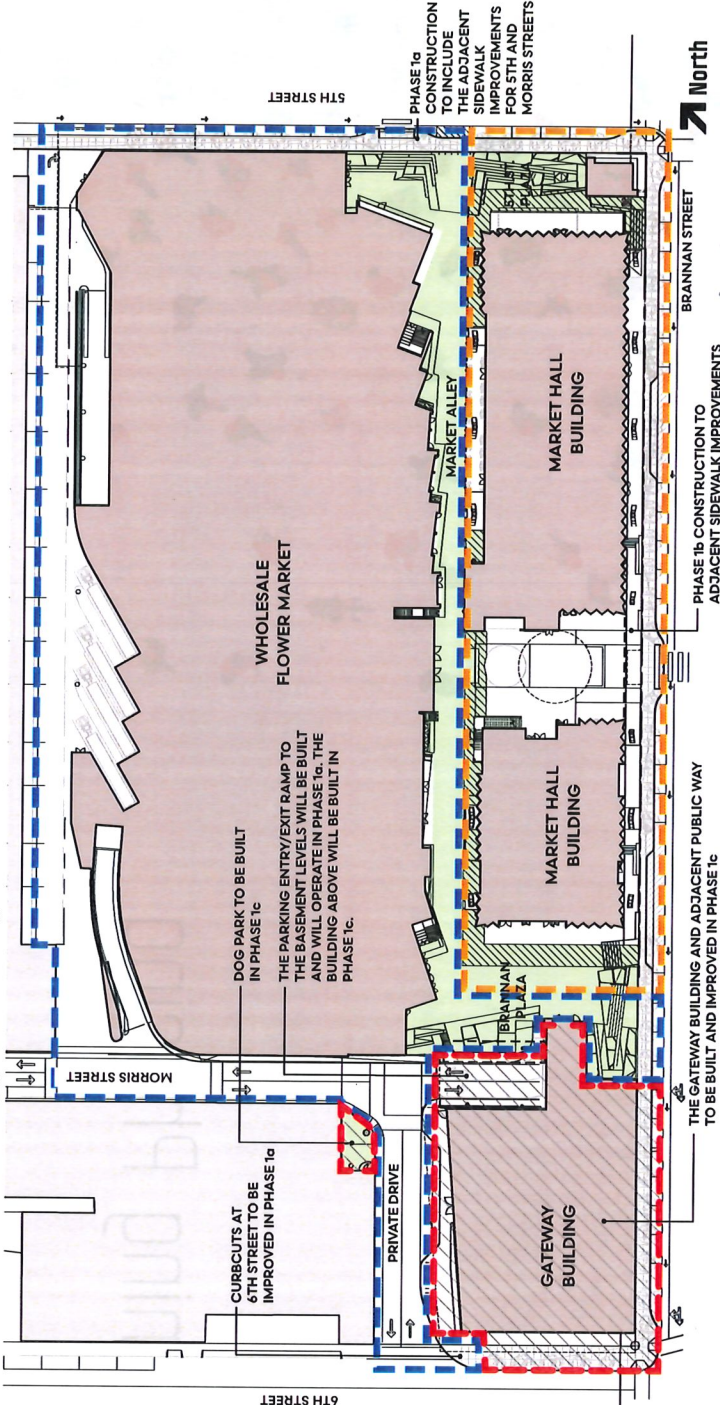 5TH STREET
PHASE 1a
CONSTRUCTION
TO INCLUDE
THE ADJACENT
SIDEWALK
IMPROVEMENTS
FOR 5TH AND
MORRIS STREETS
North
BRANNAN STREET
MARKET ALLEY
MARKET HALL
BUILDING
WHOLESALE
FLOWER MARKET
PHASE 1b CONSTRUCTION TO
ADJACENT SIDEWALK IMPROVEMENTS
MARKET HALL
BUILDING
DOG PARK TO BE BUILT
IN PHASE 1c
THE PARKING ENTRY/EXIT RAMP TO
THE BASEMENT LEVELS WILL BE BUILT
AND WILL OPERATE IN PHASE 1a. THE
BUILDING ABOVE WILL BE BUILT IN
PHASE 1c.
BRANNAN
PLAZA
MORRIS STREET
THE GATEWAY BUILDING AND ADJACENT PUBLIC WAY
TO BE BUILT AND IMPROVED IN PHASE 1c
CURBCUTS AT
6TH STREET TO BE
IMPROVED IN PHASE 1a
PRIVATE DRIVE
GATEWAY
BUILDING
6TH STREET